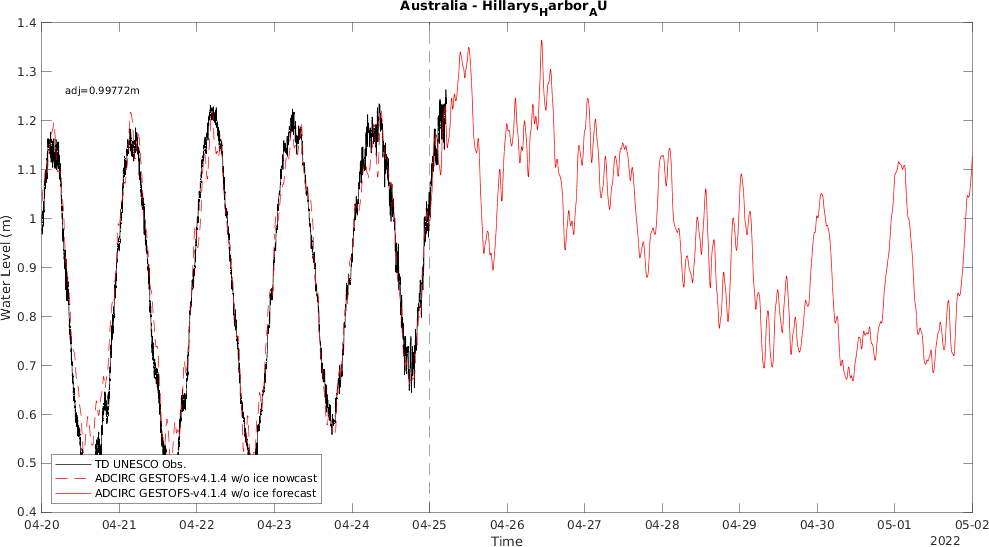 Australia - HillarysHarborAU
1.4
1.3
adj=0.99772m
1.2
1.1
1
0.9
0.8
0.7
0.6
0.5
0.4
Water Level (m)
TD UNESCO Obs.
ADCIRC GESTOFS-v4.1.4 w/o ice nowcast
ADCIRC GESTOFS-v4.1.4 w/o ice forecast
04-20 04-21 04-22 04-23 04-24 04-25 04-26 04-27 04-28 04-29 04-30 05-01 05-02
Time
2022